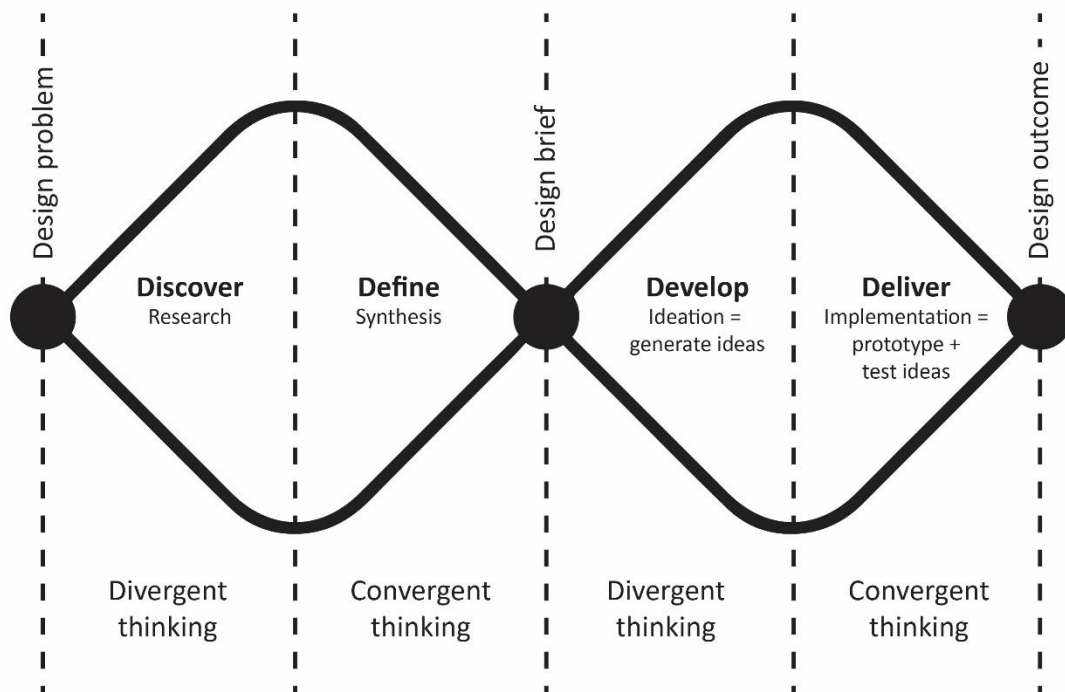 Design problem
Design brief
Design outcome
Discover
Research
Define
Synthesis
Develop
Ideation =
generate ideas
Deliver
Implementation =
prototype +
test ideas
Divergent
thinking
Convergent
thinking
Divergent
thinking
Convergent
thinking